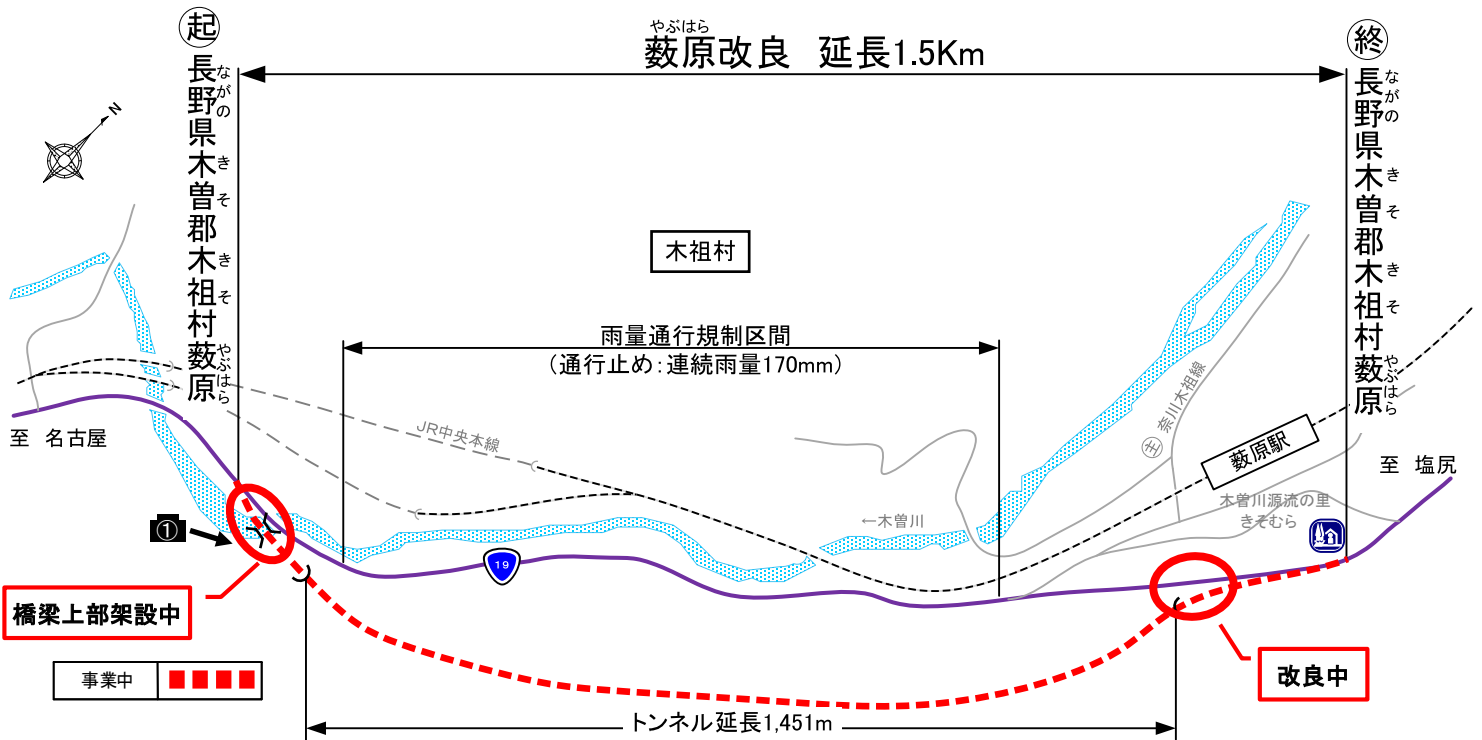 やぶはら
薮原改良 延長1.5Km
起
長野県木曽郡木祖村薮原
ながの
きそ
きそ
やぶはら
終
長野県木曽郡木祖村薮原
ながの
きそ
きそ
やぶはら
N
木祖村
雨量通行規制区間
(通行止め:連続雨量170mm)
JR中央本線
主 奈川木祖線
薮原駅
至 名古屋
至 塩尻
木曽川源流の里
きそむら
←木曽川
①
19
橋梁上部架設中
改良中
事業中
トンネル延長1,451m